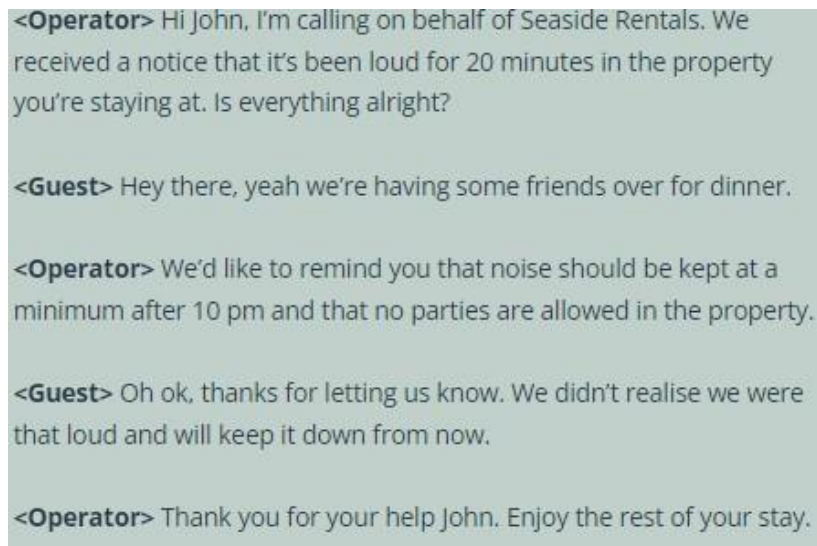 <Operator> Hi John, I’m calling on behalf of Seaside Rentals. We
received a notice that it’s been loud for 20 minutes in the property
you’re staying at. Is everything alright?
<Guest> Hey there, yeah we’re having some friends over for dinner.
<Operator> We’d like to remind you that noise should be kept at a
minimum after 10 pm and that no parties are allowed in the property.
<Guest> Oh ok, thanks for letting us know. We didn’t realise we were
that loud and will keep it down from now.
<Operator> Thank you for your help John. Enjoy the rest of your stay.